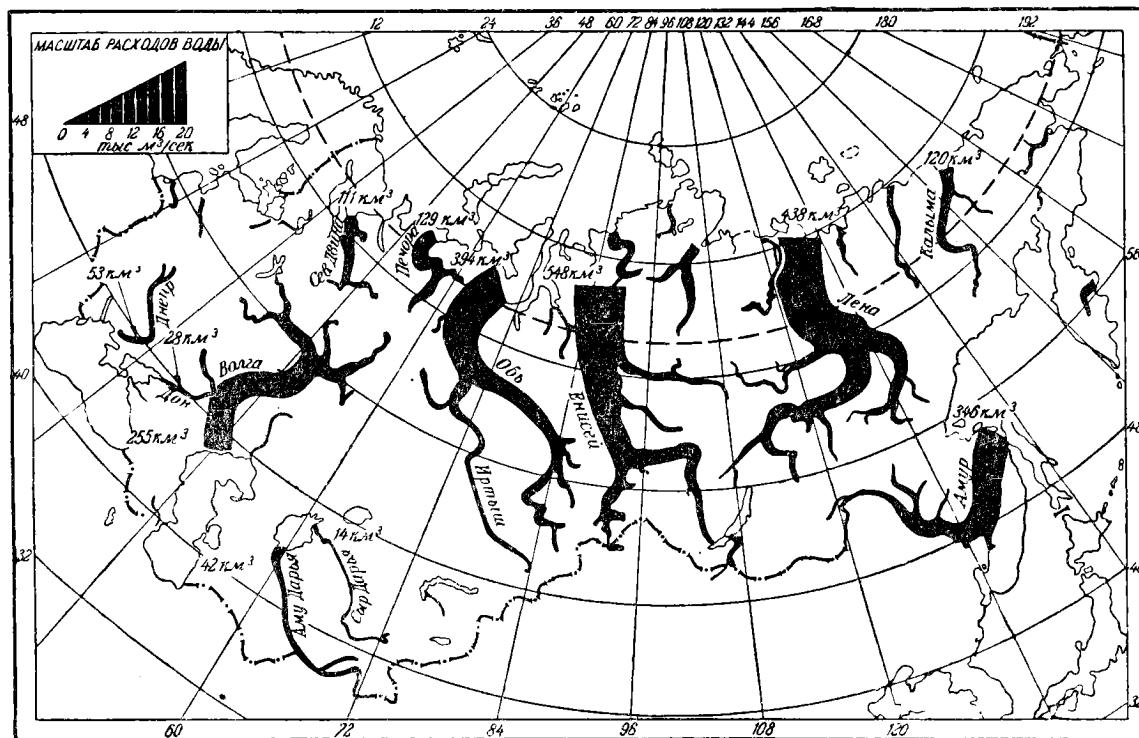 12 24 36 48 60 72 84 96 108 120 132 144 156 168 180 192
МАСШТАБ РАСХОДОВ ВОДЫ
0 4 8 12 16 20
тыс м³/сек
48
40
32
111 км³
Сев Двина
129 км³
Печора
394 км³
548 км³
438 км³
120 км³
Колыма
53 км³
Днепр
28 км³
Дон
Волга
255 км³
Обь
Иртыш
Енисей
Лена
346 км³
Амур
42 км³
Аму Дарья
14 км³
Сыр Дарья
56
48
40
32
60 72 84 96 108 120